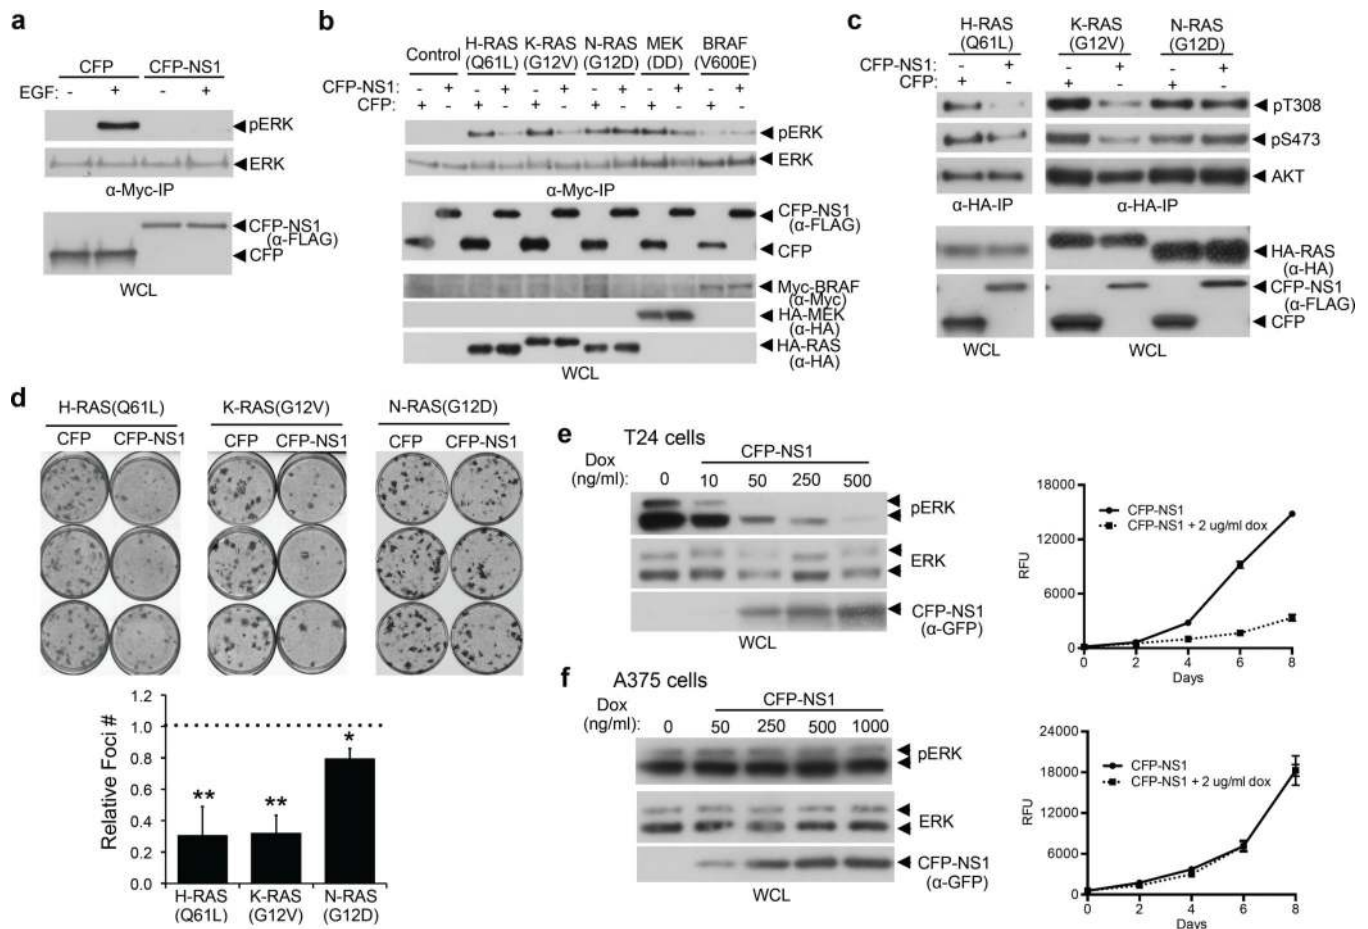 a
CFP CFP-NS1
EGF: - + - +
pERK
ERK
α-Myc-IP
CFP-NS1
(α-FLAG)
CFP
WCL
b
Control H-RAS (Q61L) K-RAS (G12V) N-RAS (G12D) MEK (DD) BRAF (V600E)
CFP-NS1: - + - + - + - + - + - +
CFP: + - + - + - + - + - + -
pERK
ERK
α-Myc-IP
CFP-NS1
(α-FLAG)
CFP
Myc-BRAF
(α-Myc)
HA-MEK
(α-HA)
HA-RAS
(α-HA)
WCL
c
H-RAS (Q61L) K-RAS (G12V) N-RAS (G12D)
CFP-NS1: - + - + - +
CFP: + - + - + -
pT308
pS473
AKT
α-HA-IP α-HA-IP
HA-RAS
(α-HA)
CFP-NS1
(α-FLAG)
CFP
WCL WCL
d
H-RAS(Q61L) K-RAS(G12V) N-RAS(G12D)
CFP CFP-NS1 CFP CFP-NS1 CFP CFP-NS1
Relative Foci #
1.2
1.0
0.8
0.6
0.4
0.2
0.0
** ** *
H-RAS K-RAS N-RAS
(Q61L) (G12V) (G12D)
e T24 cells
Dox CFP-NS1
(ng/ml): 0 10 50 250 500
pERK
ERK
CFP-NS1
(α-GFP)
WCL
RFU
18000
12000
6000
0
CFP-NS1
CFP-NS1 + 2 ug/ml dox
0 2 4 6 8
Days
f A375 cells
Dox CFP-NS1
(ng/ml): 0 50 250 500 1000
pERK
ERK
CFP-NS1
(α-GFP)
WCL
RFU
24000
18000
12000
6000
0
CFP-NS1
CFP-NS1 + 2 ug/ml dox
0 2 4 6 8
Days